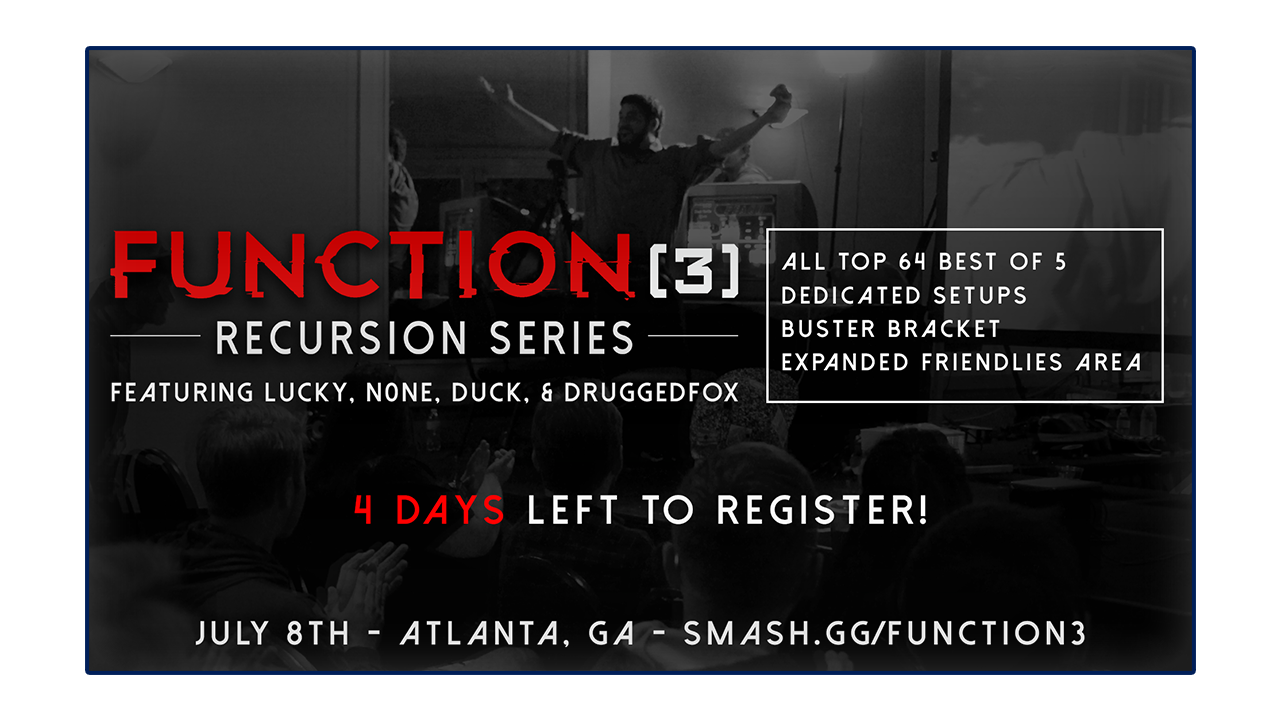 FUNCTION [3]
RECURSION SERIES
FEATURING LUCKY, N0NE, DUCK, & DRUGGEDFOX
ALL TOP 64 BEST OF 5
DEDICATED SETUPS
BUSTER BRACKET
EXPANDED FRIENDLIES AREA
4 DAYS LEFT TO REGISTER!
JULY 8TH - ATLANTA, GA - SMASH.GG/FUNCTION3